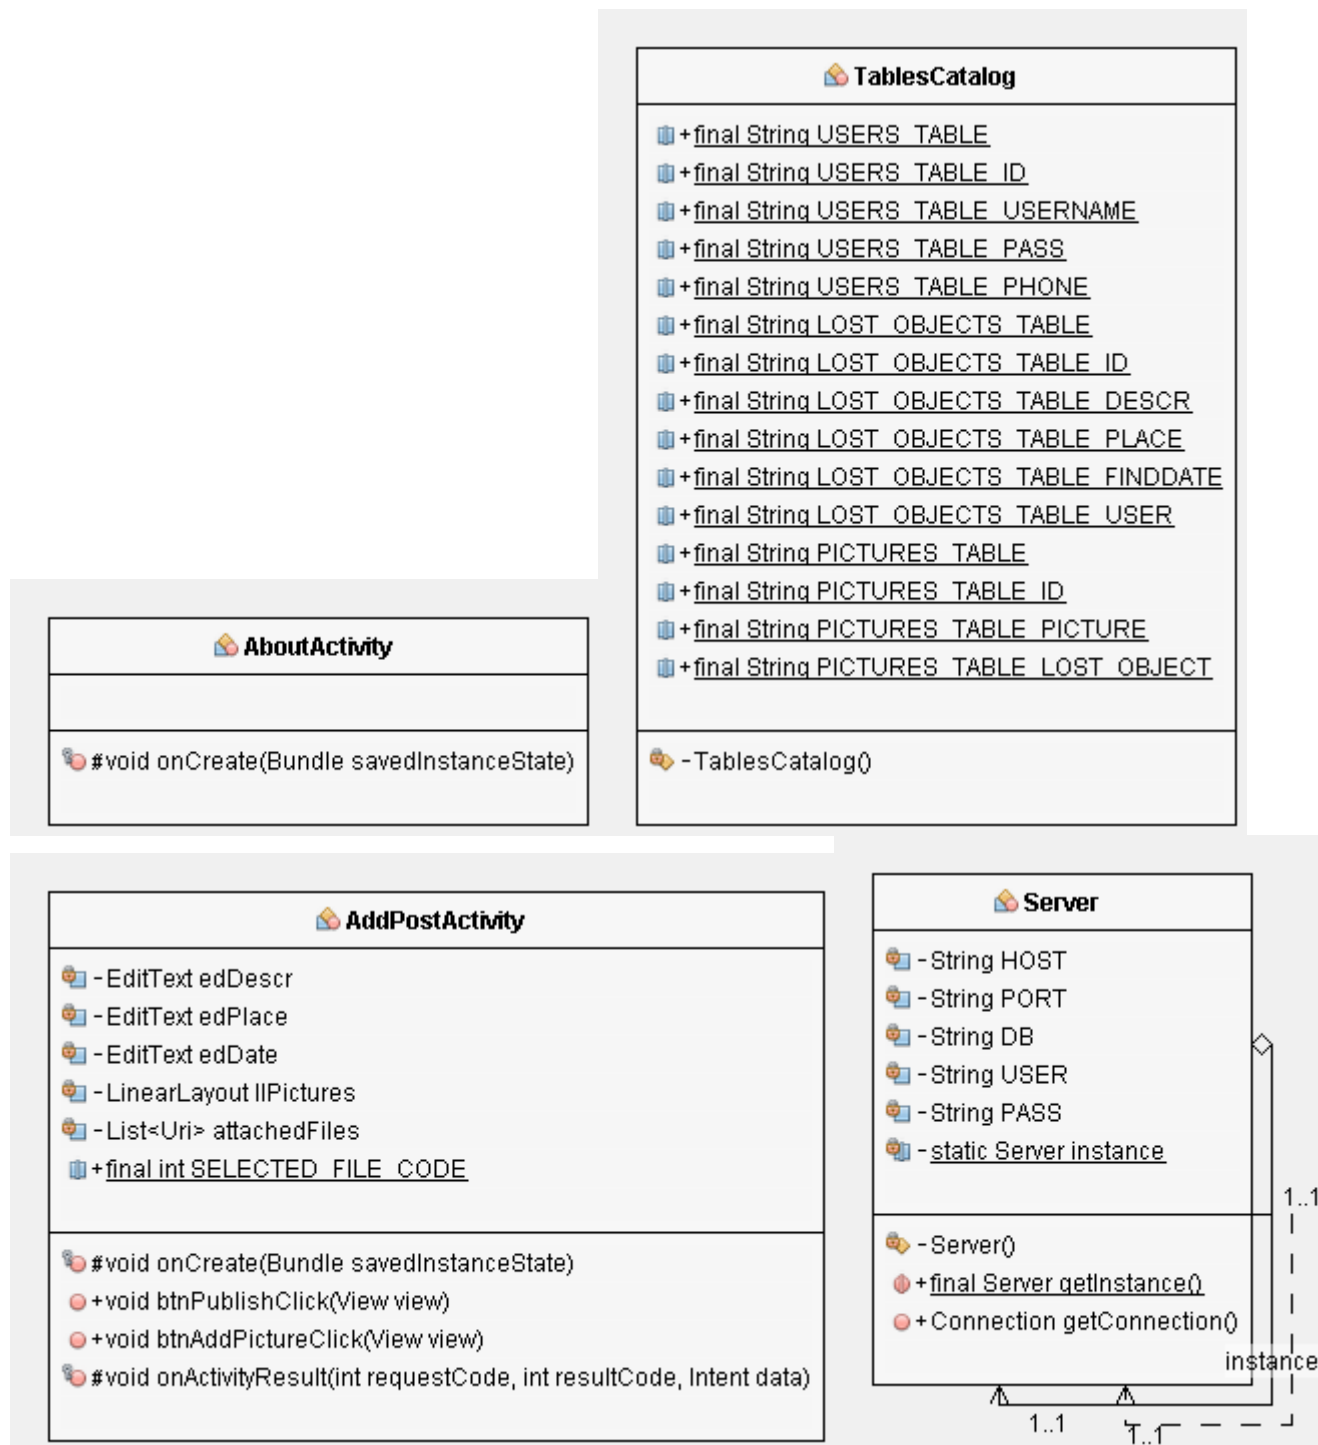 TablesCatalog
+final String USERS_TABLE
+final String USERS_TABLE_ID
+final String USERS_TABLE_USERNAME
+final String USERS_TABLE_PASS
+final String USERS_TABLE_PHONE
+final String LOST_OBJECTS_TABLE
+final String LOST_OBJECTS_TABLE_ID
+final String LOST_OBJECTS_TABLE_DESCR
+final String LOST_OBJECTS_TABLE_PLACE
+final String LOST_OBJECTS_TABLE_FINDDATE
+final String LOST_OBJECTS_TABLE_USER
+final String PICTURES_TABLE
+final String PICTURES_TABLE_ID
+final String PICTURES_TABLE_PICTURE
+final String PICTURES_TABLE_LOST_OBJECT
-TablesCatalog()
AboutActivity
#void onCreate(Bundle savedInstanceState)
AddPostActivity
-EditText edDescr
-EditText edPlace
-EditText edDate
-LinearLayout llPictures
-List<Uri> attachedFiles
+final int SELECTED_FILE_CODE
#void onCreate(Bundle savedInstanceState)
+void btnPublishClick(View view)
+void btnAddPictureClick(View view)
#void onActivityResult(int requestCode, int resultCode, Intent data)
Server
-String HOST
-String PORT
-String DB
-String USER
-String PASS
-static Server instance
-Server()
+final Server getInstance()
+Connection getConnection()
1..1
instance
1..1
1..1